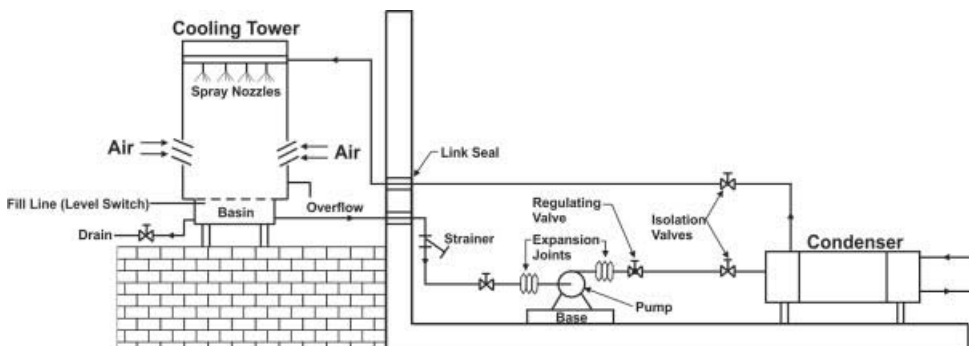 Cooling Tower
Spray Nozzles
Air
Air
Link Seal
Fill Line (Level Switch)
Basin
Overflow
Drain
Strainer
Regulating
Valve
Expansion
Joints
Isolation
Valves
Condenser
Pump
Base